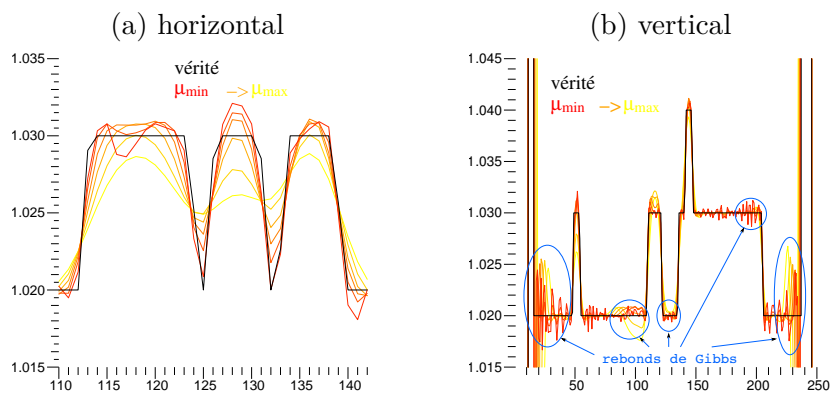 (a) horizontal
(b) vertical
1.035
1.030
1.025
1.020
1.015
vérité
μmin –>μmax
110 115 120 125 130 135 140
1.045
1.040
1.035
1.030
1.025
1.020
1.015
vérité
μmin –>μmax
rebonds de Gibbs
50 100 150 200 250